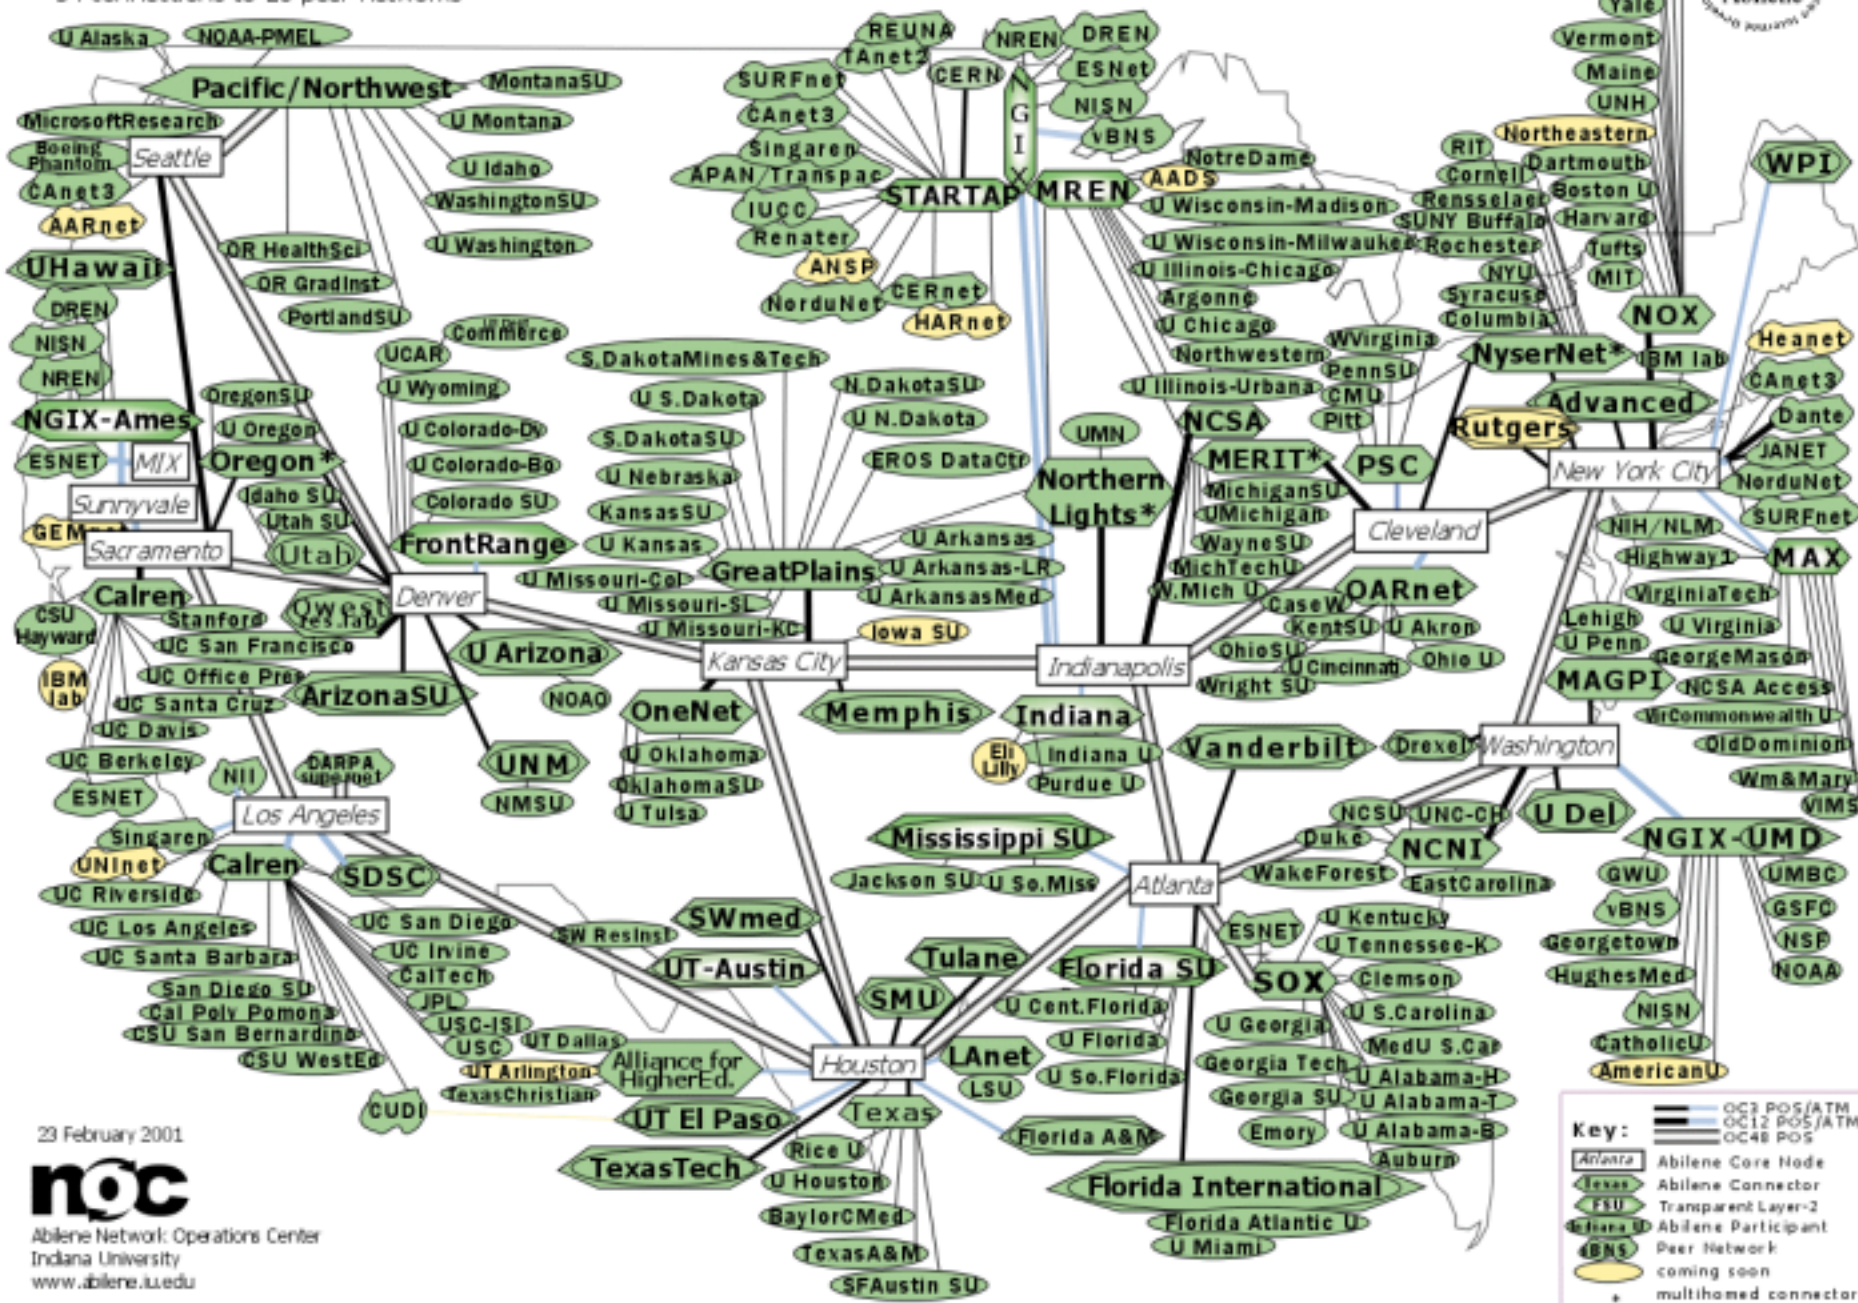 U Alaska
NOAA-PMEL
Pacific/Northwest
MontanaSU
MicrosoftResearch
U Montana
Boeing
Phantom
Seattle
U Idaho
CAnet3
WashingtonSU
AARnet
U Washington
OR HealthSci
UHawaii
OR GradInst
DREN
PortlandSU
NISN
NREN
NGIX-Ames
ESNET
MIX
Sunnyvale
Sacramento
OregonSU
U Oregon
Oregon*
Idaho SU
Utah SU
Utah
Commerce
UCAR
U Wyoming
U Colorado-Dv
U Colorado-Bo
Colorado SU
FrontRange
Denver
Qwest
res.lab
Calren
CSU
Hayward
Stanford
UC San Francisco
UC Office Pres
UC Santa Cruz
UC Davis
UC Berkeley
IBM
lab
ESNET
ArizonaSU
U Arizona
NOAO
UNM
NMSU
NII
DARPA
supernet
Los Angeles
Singaren
UNInet
Calren
SDSC
UC Riverside
UC Los Angeles
UC Santa Barbara
San Diego SU
Cal Poly Pomona
CSU San Bernardino
CSU WestEd
UC San Diego
UC Irvine
CalTech
JPL
USC-ISI
USC
CUDI
REUNA
TAnet2
SURFnet
CERN
CAnet3
Singaren
APAN/Transpac
STARTAP
IUCC
Renater
ANSP
NorduNet
CERnet
HARnet
NREN
DREN
ESNet
NISN
vBNS
NGIX
MREN
NotreDame
AADS
U Wisconsin-Madison
U Wisconsin-Milwaukee
U Illinois-Chicago
Argonne
U Chicago
Northwestern
U Illinois-Urbana
NCSA
S.DakotaMines&Tech
U S.Dakota
N.DakotaSU
U N.Dakota
S.DakotaSU
EROS DataCtr
U Nebraska
KansasSU
U Kansas
U Missouri-Col
U Missouri-SL
U Missouri-KC
GreatPlains
U Arkansas
U Arkansas-LR
U ArkansasMed
Iowa SU
Kansas City
UMN
Northern
Lights*
OneNet
U Oklahoma
OklahomaSU
U Tulsa
Memphis
Indianapolis
Indiana
Eli
Lilly
Indiana U
Purdue U
MERIT*
MichiganSU
UMichigan
WayneSU
MichTechU
W.Mich U
WVirginia
PennSU
CMU
Pitt
PSC
Cleveland
OARnet
CaseW
KentSU
U Akron
OhioSU
U Cincinnati
Ohio U
Wright SU
Yale
Vermont
Maine
UNH
Northeastern
RIT
Dartmouth
Cornell
Boston U
Rensselaer
SUNY Buffalo
Harvard
Rochester
Tufts
NYU
MIT
Syracuse
Columbia
NOX
WPI
NyserNet*
IBM lab
Heanet
CAnet3
Advanced
Dante
Rutgers
JANET
New York City
NorduNet
SURFnet
NIH/NLM
Highway1
MAX
VirginiaTech
U Virginia
GeorgeMason
NCSA Access
VirCommonwealth U
OldDominion
Wm&Mary
VIMS
Lehigh
U Penn
MAGPI
Drexel
Washington
Vanderbilt
U Del
NCSU
UNC-CH
Duke
NCNI
WakeForest
EastCarolina
NGIX-UMD
GWU
UMBC
vBNS
GSFC
Georgetown
NSF
HughesMed
NOAA
NISN
CatholicU
AmericanU
Mississippi SU
Jackson SU
U So.Miss
Atlanta
ESNET
U Kentucky
U Tennessee-K
SOX
Clemson
U S.Carolina
MedU S.Car
U Alabama-H
U Alabama-T
U Alabama-B
Auburn
U Georgia
Georgia Tech
Georgia SU
Emory
Florida SU
U Cent.Florida
U Florida
U So.Florida
SW ResInst
SWmed
UT-Austin
Tulane
SMU
UT Dallas
UT Arlington
TexasChristian
Alliance for
HigherEd.
Houston
LAnet
LSU
UT El Paso
Texas
Florida A&M
TexasTech
Rice U
U Houston
BaylorCMed
TexasA&M
SFAustin SU
Florida International
Florida Atlantic U
U Miami
23 February 2001
noc
Abilene Network Operations Center
Indiana University
www.abilene.iu.edu
Key:
OC3 POS/ATM
OC12 POS/ATM
OC48 POS
Atlanta Abilene Core Node
Texas Abilene Connector
FSU Transparent Layer-2
Indiana U Abilene Participant
vBNS Peer Network
coming soon
* multihomed connector